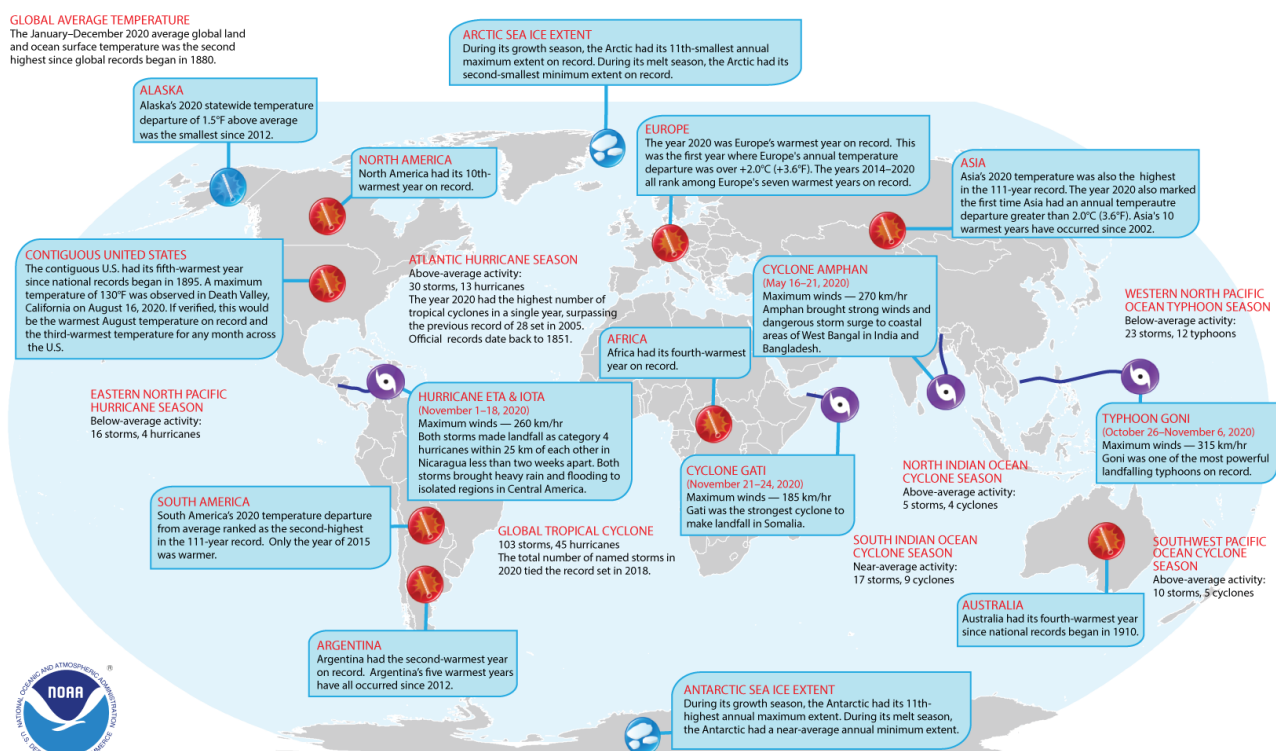 GLOBAL AVERAGE TEMPERATURE
The January–December 2020 average global land
and ocean surface temperature was the second
highest since global records began in 1880.
ARCTIC SEA ICE EXTENT
During its growth season, the Arctic had its 11th-smallest annual
maximum extent on record. During its melt season, the Arctic had its
second-smallest minimum extent on record.
ALASKA
Alaska's 2020 statewide temperature
departure of 1.5°F above average
was the smallest since 2012.
NORTH AMERICA
North America had its 10th-
warmest year on record.
EUROPE
The year 2020 was Europe's warmest year on record. This
was the first year where Europe's annual temperature
departure was over +2.0°C (+3.6°F). The years 2014–2020
all rank among Europe's seven warmest years on record.
ASIA
Asia's 2020 temperature was also the highest
in the 111-year record. The year 2020 also marked
the first time Asia had an annual temperautre
departure greater than 2.0°C (3.6°F). Asia's 10
warmest years have occurred since 2002.
CONTIGUOUS UNITED STATES
The contiguous U.S. had its fifth-warmest year
since national records began in 1895. A maximum
temperature of 130°F was observed in Death Valley,
California on August 16, 2020. If verified, this would
be the warmest August temperature on record and
the third-warmest temperature for any month across
the U.S.
ATLANTIC HURRICANE SEASON
Above-average activity:
30 storms, 13 hurricanes
The year 2020 had the highest number of
tropical cyclones in a single year, surpassing
the previous record of 28 set in 2005.
Official records date back to 1851.
CYCLONE AMPHAN
(May 16–21, 2020)
Maximum winds — 270 km/hr
Amphan brought strong winds and
dangerous storm surge to coastal
areas of West Bangal in India and
Bangladesh.
WESTERN NORTH PACIFIC
OCEAN TYPHOON SEASON
Below-average activity:
23 storms, 12 typhoons
AFRICA
Africa had its fourth-warmest
year on record.
EASTERN NORTH PACIFIC
HURRICANE SEASON
Below-average activity:
16 storms, 4 hurricanes
HURRICANE ETA & IOTA
(November 1–18, 2020)
Maximum winds — 260 km/hr
Both storms made landfall as category 4
hurricanes within 25 km of each other in
Nicaragua less than two weeks apart. Both
storms brought heavy rain and flooding to
isolated regions in Central America.
TYPHOON GONI
(October 26–November 6, 2020)
Maximum winds — 315 km/hr
Goni was one of the most powerful
landfalling typhoons on record.
CYCLONE GATI
(November 21–24, 2020)
Maximum winds — 185 km/hr
Gati was the strongest cyclone to
make landfall in Somalia.
NORTH INDIAN OCEAN
CYCLONE SEASON
Above-average activity:
5 storms, 4 cyclones
SOUTH AMERICA
South America's 2020 temperature departure
from average ranked as the second-highest
in the 111-year record. Only the year of 2015
was warmer.
GLOBAL TROPICAL CYCLONE
103 storms, 45 hurricanes
The total number of named storms in
2020 tied the record set in 2018.
SOUTH INDIAN OCEAN
CYCLONE SEASON
Near-average activity:
17 storms, 9 cyclones
SOUTHWEST PACIFIC
OCEAN CYCLONE
SEASON
Above-average activity:
10 storms, 5 cyclones
AUSTRALIA
Australia had its fourth-warmest year
since national records began in 1910.
ARGENTINA
Argentina had the second-warmest year
on record. Argentina's five warmest years
have all occurred since 2012.
ANTARCTIC SEA ICE EXTENT
During its growth season, the Antarctic had its 11th-
highest annual maximum extent. During its melt season,
the Antarctic had a near-average annual minimum extent.
NATIONAL OCEANIC AND ATMOSPHERIC ADMINISTRATION
NOAA
®